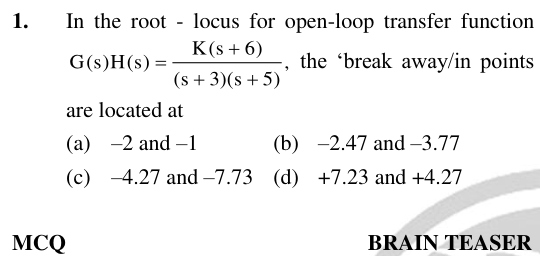 1. In the root - locus for open-loop transfer function
G(s)H(s) = K(s + 6) / (s + 3)(s + 5) , the ‘break away/in points
are located at
(a) –2 and –1 (b) –2.47 and –3.77
(c) –4.27 and –7.73 (d) +7.23 and +4.27
MCQ BRAIN TEASER